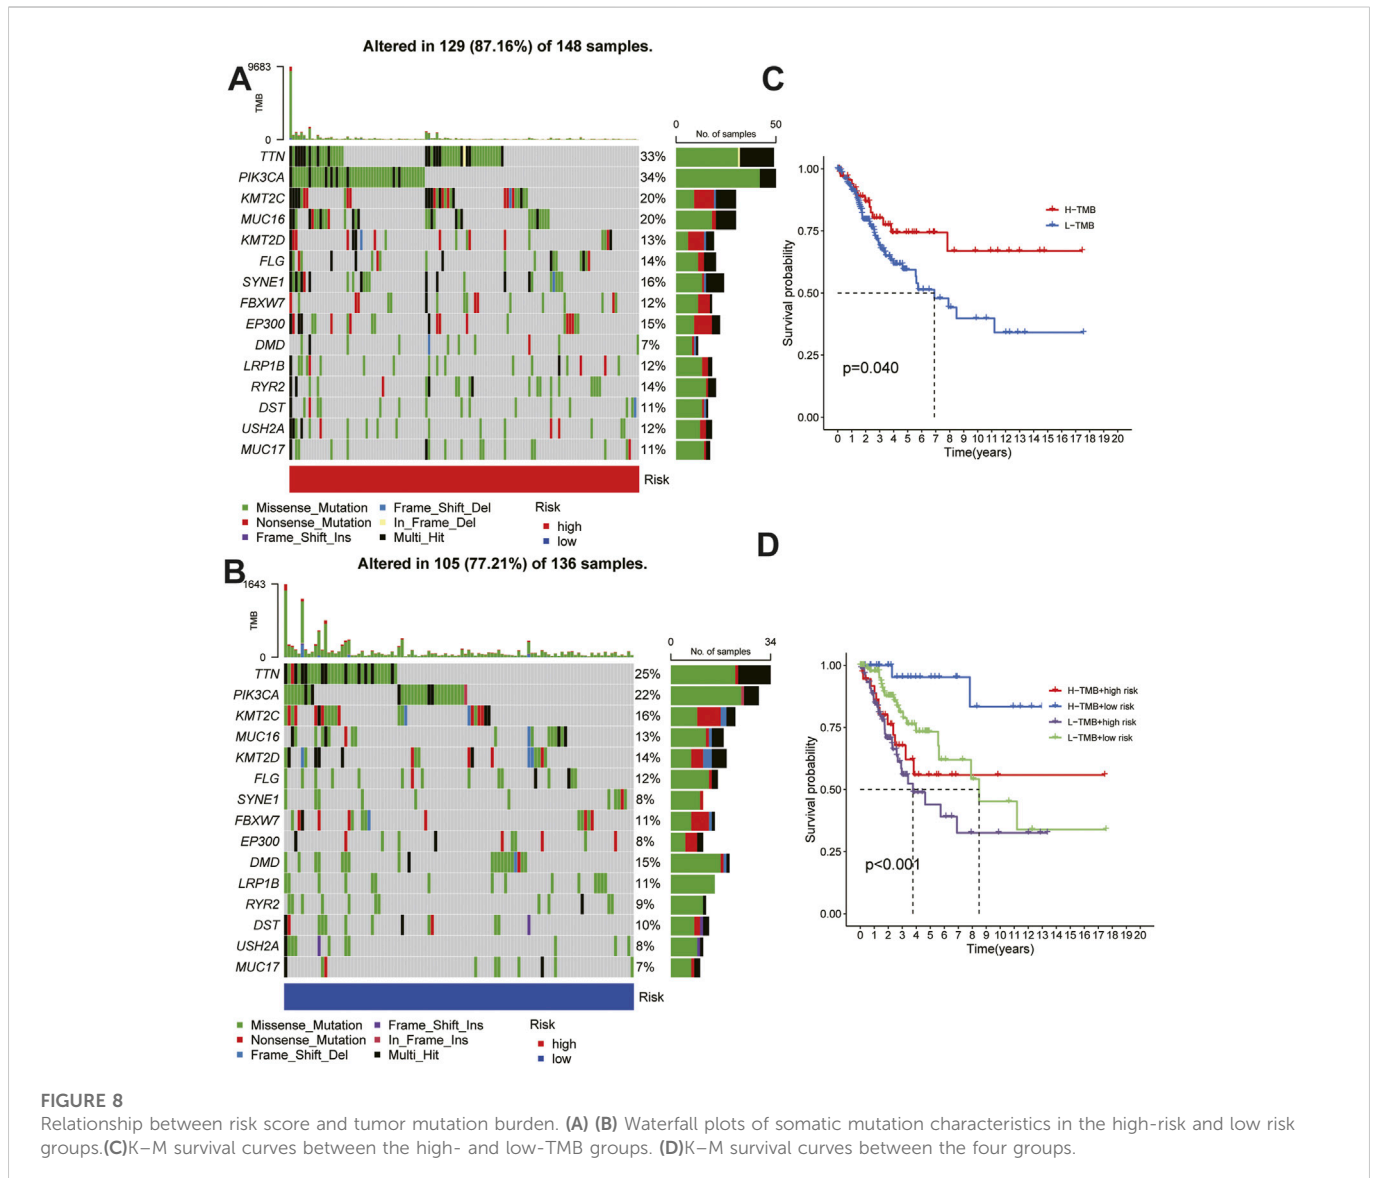 Altered in 129 (87.16%) of 148 samples.
A
9683
TMB
0
0 50
No. of samples
TTN 33%
PIK3CA 34%
KMT2C 20%
MUC16 20%
KMT2D 13%
FLG 14%
SYNE1 16%
FBXW7 12%
EP300 15%
DMD 7%
LRP1B 12%
RYR2 14%
DST 11%
USH2A 12%
MUC17 11%
Risk
Missense_Mutation Frame_Shift_Del
Nonsense_Mutation In_Frame_Del
Frame_Shift_Ins Multi_Hit
Risk
high
low
C
Survival probability
1.00
0.75
0.50
0.25
0.00
H-TMB
L-TMB
p=0.040
0 1 2 3 4 5 6 7 8 9 10 11 12 13 14 15 16 17 18 19 20
Time(years)
Altered in 105 (77.21%) of 136 samples.
B
1643
TMB
0
0 34
No. of samples
TTN 25%
PIK3CA 22%
KMT2C 16%
MUC16 13%
KMT2D 14%
FLG 12%
SYNE1 8%
FBXW7 11%
EP300 8%
DMD 15%
LRP1B 11%
RYR2 9%
DST 10%
USH2A 8%
MUC17 7%
Risk
Missense_Mutation Frame_Shift_Ins
Nonsense_Mutation In_Frame_Ins
Frame_Shift_Del Multi_Hit
Risk
high
low
D
Survival probability
1.00
0.75
0.50
0.25
0.00
H-TMB+high risk
H-TMB+low risk
L-TMB+high risk
L-TMB+low risk
p<0.001
0 1 2 3 4 5 6 7 8 9 10 11 12 13 14 15 16 17 18 19 20
Time(years)
FIGURE 8
Relationship between risk score and tumor mutation burden. (A) (B) Waterfall plots of somatic mutation characteristics in the high-risk and low risk
groups.(C)K–M survival curves between the high- and low-TMB groups. (D)K–M survival curves between the four groups.